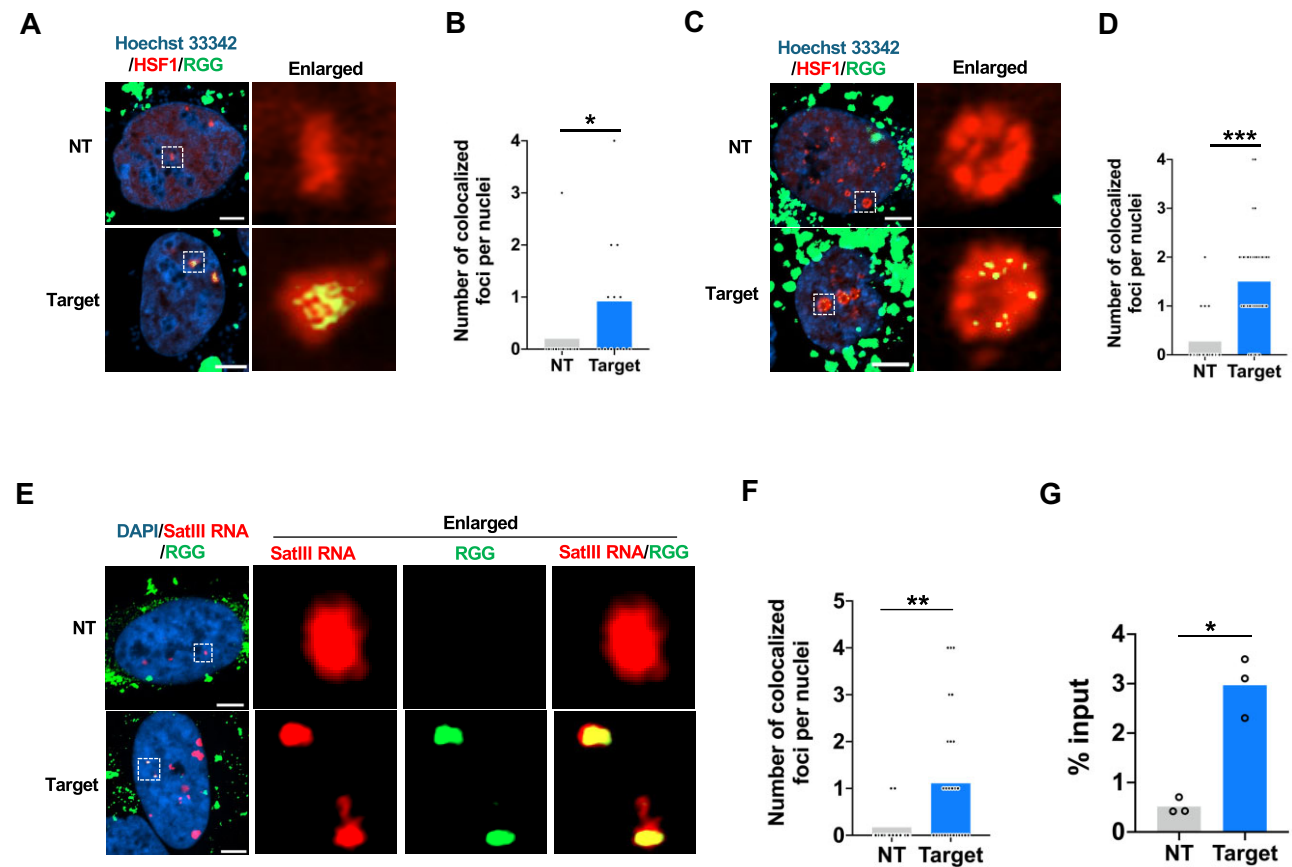 A
Hoechst 33342
/HSF1/RGG
Enlarged
NT
Target
B
Number of colocalized
foci per nuclei
4
3
2
1
0
*
NT
Target
C
Hoechst 33342
/HSF1/RGG
Enlarged
NT
Target
D
Number of colocalized
foci per nuclei
4
3
2
1
0
***
NT
Target
E
DAPI/SatIII RNA
/RGG
Enlarged
SatIII RNA
RGG
SatIII RNA/RGG
NT
Target
F
Number of colocalized
foci per nuclei
5
4
3
2
1
0
**
NT
Target
G
% input
4
3
2
1
0
*
NT
Target